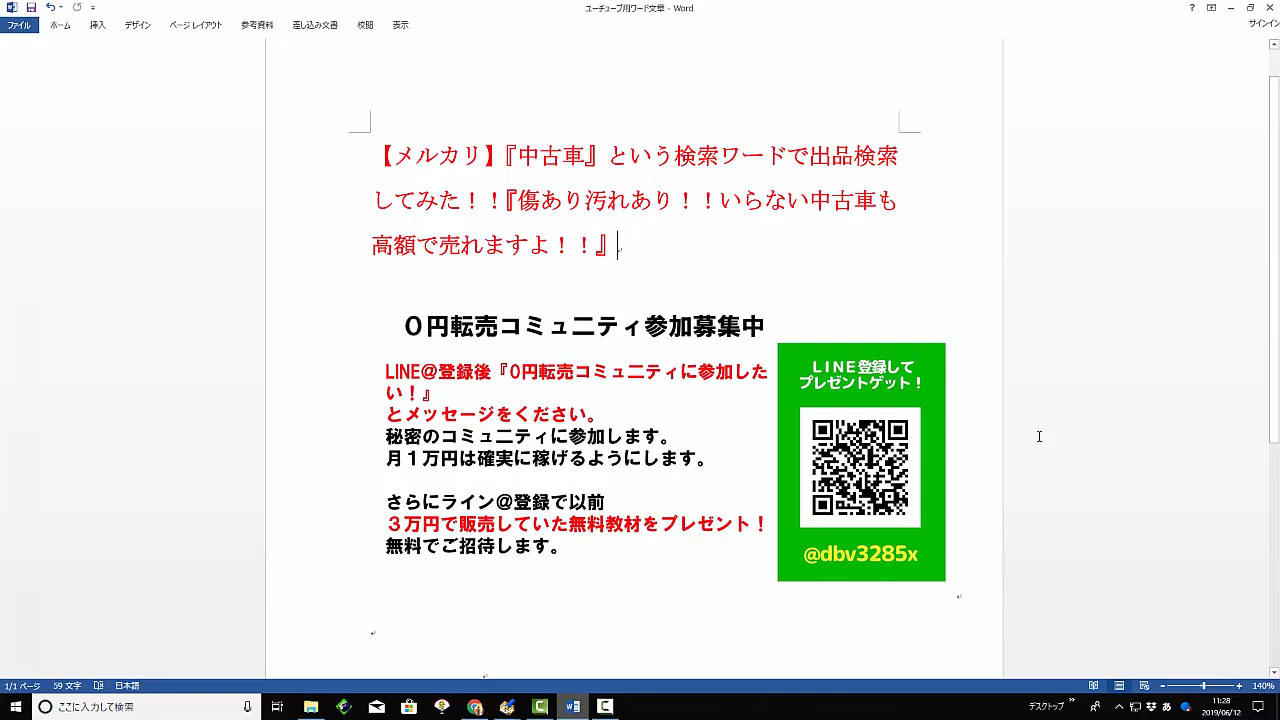 ユーチューブ用ワード文章 - Word
サインイン
ファイル ホーム 挿入 デザイン ページ レイアウト 参考資料 差し込み文書 校閲 表示
【メルカリ】『中古車』という検索ワードで出品検索
してみた！！『傷あり汚れあり！！いらない中古車も
高額で売れますよ！！』
０円転売コミュニティ参加募集中
LINE@登録後『0円転売コミュニティに参加した
い！』
とメッセージをください。
秘密のコミュニティに参加します。
月１万円は確実に稼げるようにします。
さらにライン@登録で以前
３万円で販売していた無料教材をプレゼント！
無料でご招待します。
ＬＩＮＥ登録して
プレゼントゲット！
@dbv3285x
1/1 ページ 59 文字 日本語 140%
ここに入力して検索
デスクトップ
11:28
2019/06/12